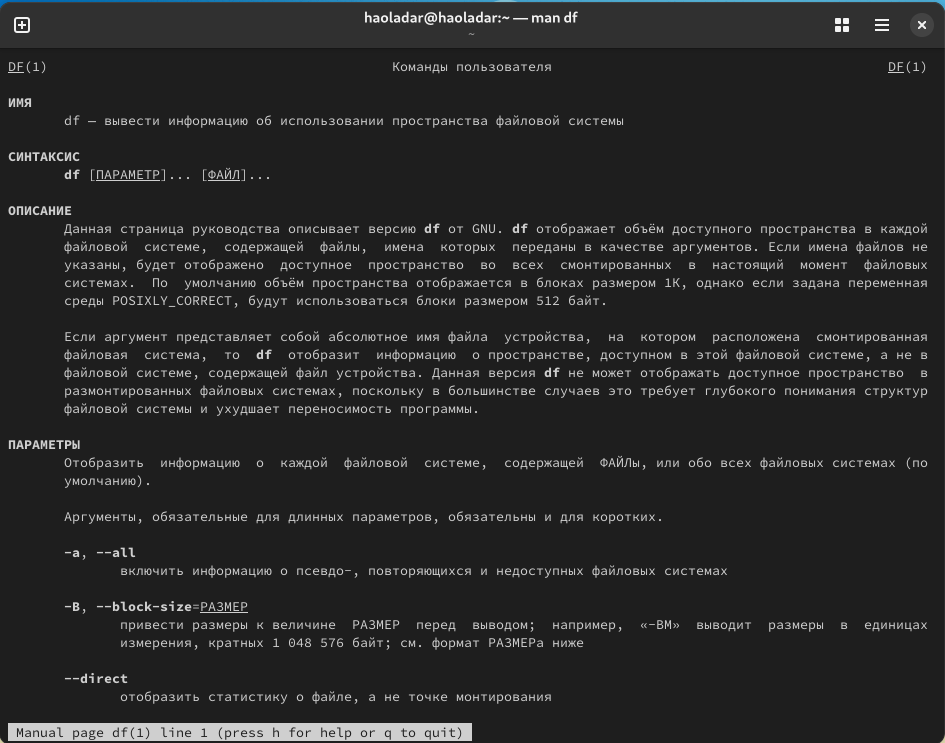 haoladar@haoladar:~ — man df
~
DF(1) Команды пользователя DF(1)
ИМЯ
df — вывести информацию об использовании пространства файловой системы
СИНТАКСИС
df [ПАРАМЕТР]... [ФАЙЛ]...
ОПИСАНИЕ
Данная страница руководства описывает версию df от GNU. df отображает объём доступного пространства в каждой
файловой системе, содержащей файлы, имена которых переданы в качестве аргументов. Если имена файлов не
указаны, будет отображено доступное пространство во всех смонтированных в настоящий момент файловых
системах. По умолчанию объём пространства отображается в блоках размером 1K, однако если задана переменная
среды POSIXLY_CORRECT, будут использоваться блоки размером 512 байт.
Если аргумент представляет собой абсолютное имя файла устройства, на котором расположена смонтированная
файловая система, то df отобразит информацию о пространстве, доступном в этой файловой системе, а не в
файловой системе, содержащей файл устройства. Данная версия df не может отображать доступное пространство в
размонтированных файловых системах, поскольку в большинстве случаев это требует глубокого понимания структур
файловой системы и ухудшает переносимость программы.
ПАРАМЕТРЫ
Отобразить информацию о каждой файловой системе, содержащей ФАЙЛы, или обо всех файловых системах (по
умолчанию).
Аргументы, обязательные для длинных параметров, обязательны и для коротких.
-a, --all
включить информацию о псевдо-, повторяющихся и недоступных файловых системах
-B, --block-size=РАЗМЕР
привести размеры к величине РАЗМЕР перед выводом; например, «-BM» выводит размеры в единицах
измерения, кратных 1 048 576 байт; см. формат РАЗМЕРа ниже
--direct
отобразить статистику о файле, а не точке монтирования
Manual page df(1) line 1 (press h for help or q to quit)